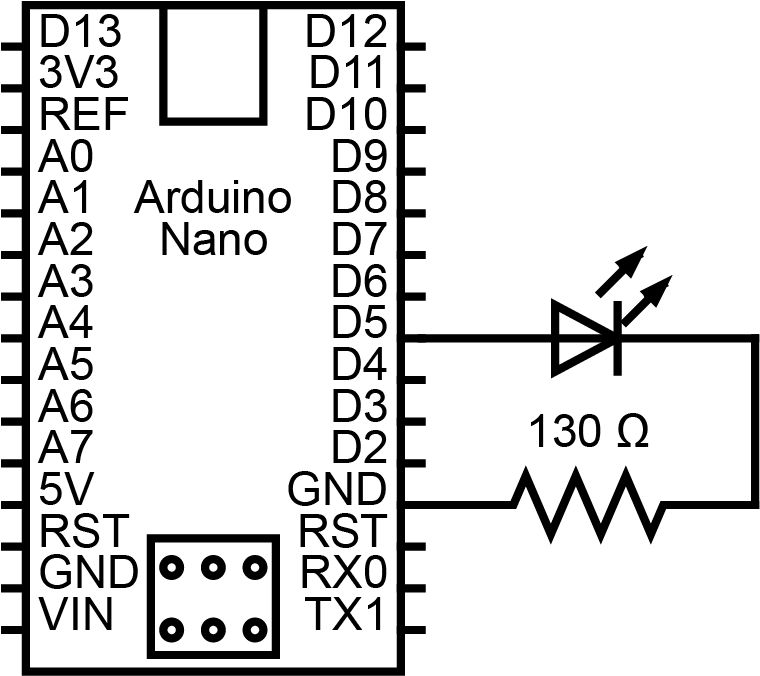 D13 D12
3V3 D11
REF D10
A0 D9
A1 Arduino D8
A2 Nano D7
A3 D6
A4 D5
A5 D4
A6 D3
A7 D2 130 Ω
5V GND
RST RST
GND RX0
VIN TX1